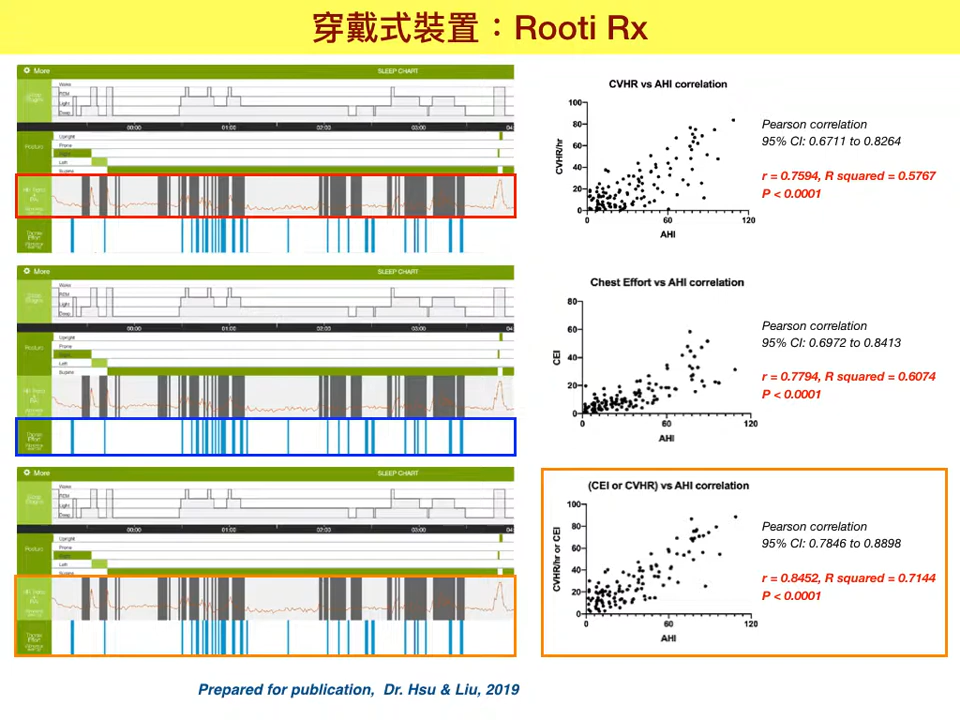 穿戴式裝置：Rooti Rx
More
SLEEP CHART
Wake
REM
Light
Deep
00:00 01:00 02:00 03:00 04
Posture
Upright
Prone
Right
Left
Supine
CVHR vs AHI correlation
CVHR/hr
100
80
60
40
20
0
0 60 120
AHI
Pearson correlation
95% CI: 0.6711 to 0.8264
r = 0.7594, R squared = 0.5767
P < 0.0001
More
SLEEP CHART
Wake
REM
Light
Deep
00:00 01:00 02:00 03:00 04
Posture
Upright
Prone
Right
Left
Supine
Chest Effort vs AHI correlation
CEI
80
60
40
20
0
0 60 120
AHI
Pearson correlation
95% CI: 0.6972 to 0.8413
r = 0.7794, R squared = 0.6074
P < 0.0001
More
SLEEP CHART
Wake
REM
Light
Deep
00:00 01:00 02:00 03:00 04
Posture
Upright
Prone
Right
Left
Supine
(CEI or CVHR) vs AHI correlation
CVHR/hr or CEI
100
80
60
40
20
0
0 60 120
AHI
Pearson correlation
95% CI: 0.7846 to 0.8898
r = 0.8452, R squared = 0.7144
P < 0.0001
Prepared for publication, Dr. Hsu & Liu, 2019